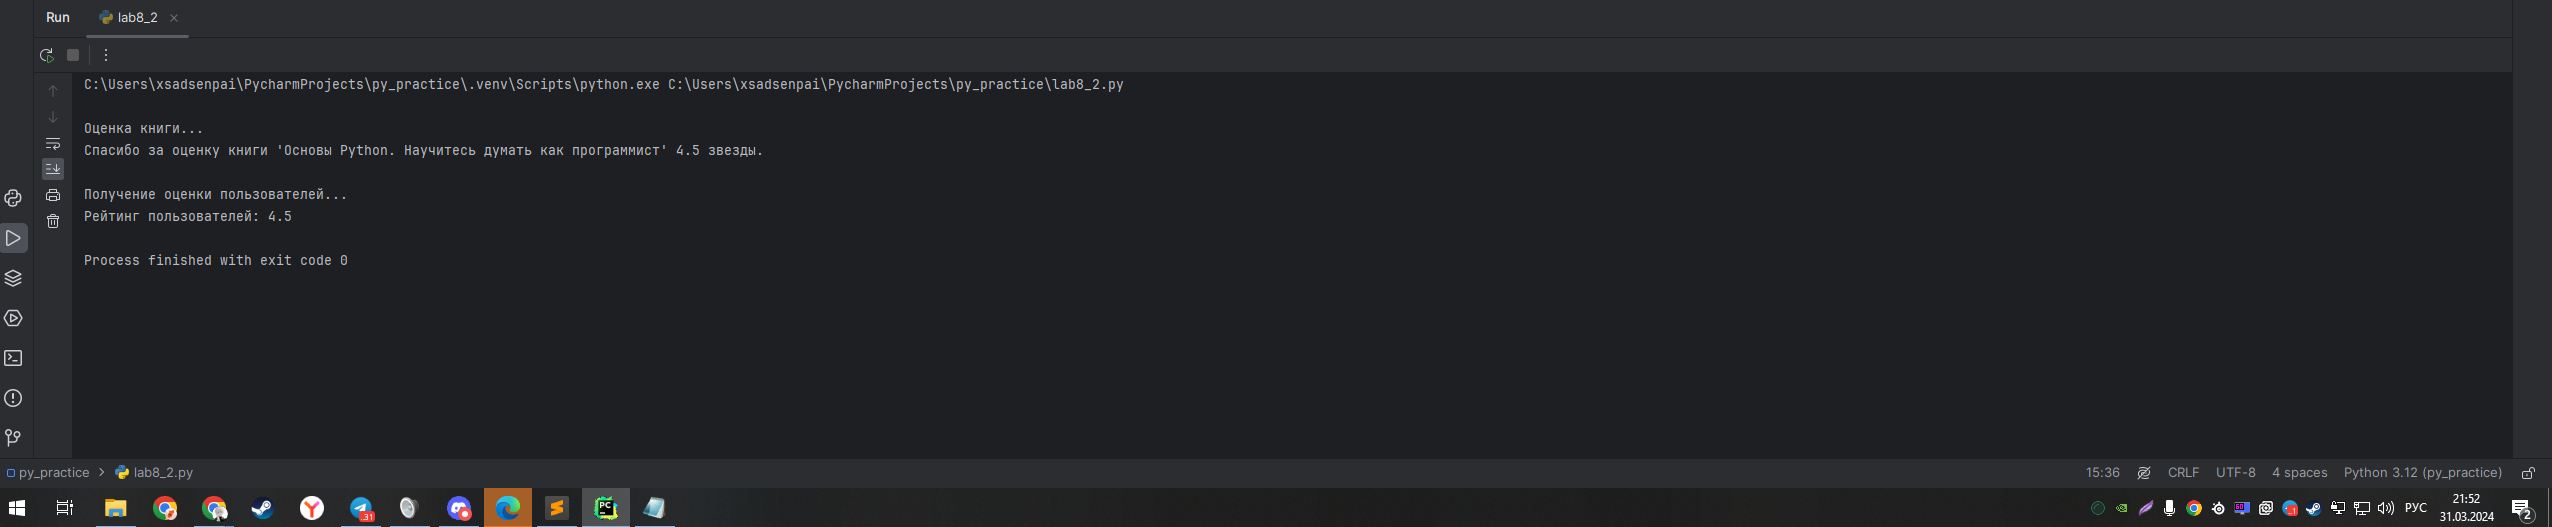 Run lab8_2
C:\Users\xsadsenpai\PycharmProjects\py_practice\.venv\Scripts\python.exe C:\Users\xsadsenpai\PycharmProjects\py_practice\lab8_2.py
Оценка книги...
Спасибо за оценку книги 'Основы Python. Научитесь думать как программист' 4.5 звезды.
Получение оценки пользователей...
Рейтинг пользователей: 4.5
Process finished with exit code 0
py_practice > lab8_2.py 15:36 CRLF UTF-8 4 spaces Python 3.12 (py_practice)
31 PC РУС 21:52 2
31.03.2024